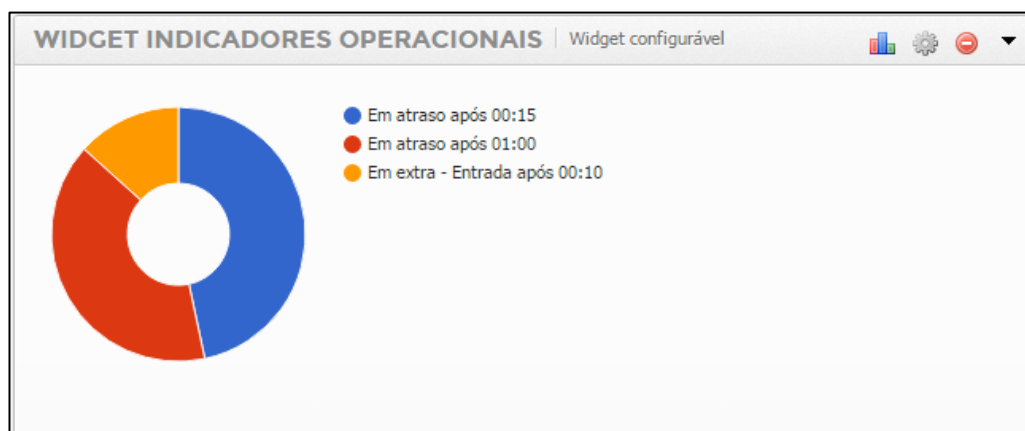 WIDGET INDICADORES OPERACIONAIS Widget configurável
Em atraso após 00:15
Em atraso após 01:00
Em extra - Entrada após 00:10